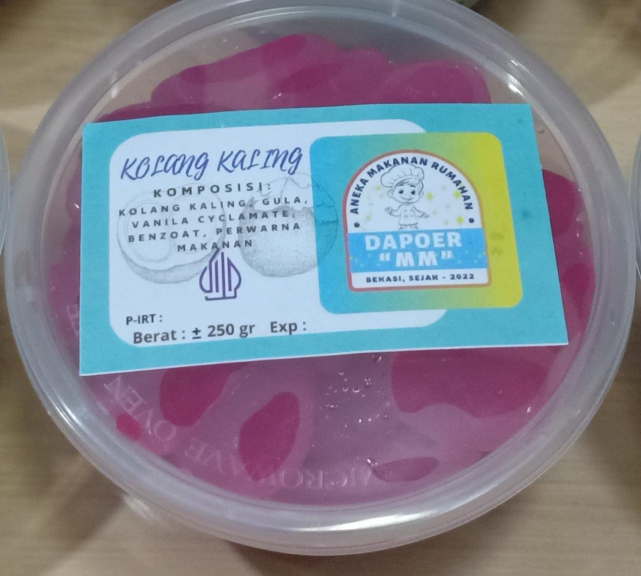 KOLANG KALING
KOMPOSISI:
KOLANG KALING, GULA,
VANILA CYCLAMATE,
BENZOAT, PERWARNA
MAKANAN
P-IRT :
Berat : ± 250 gr Exp :
ANEKA MAKANAN RUMAHAN
DAPOER
"MM"
BEKASI, SEJAH - 2022
MICROWAVE OVEN